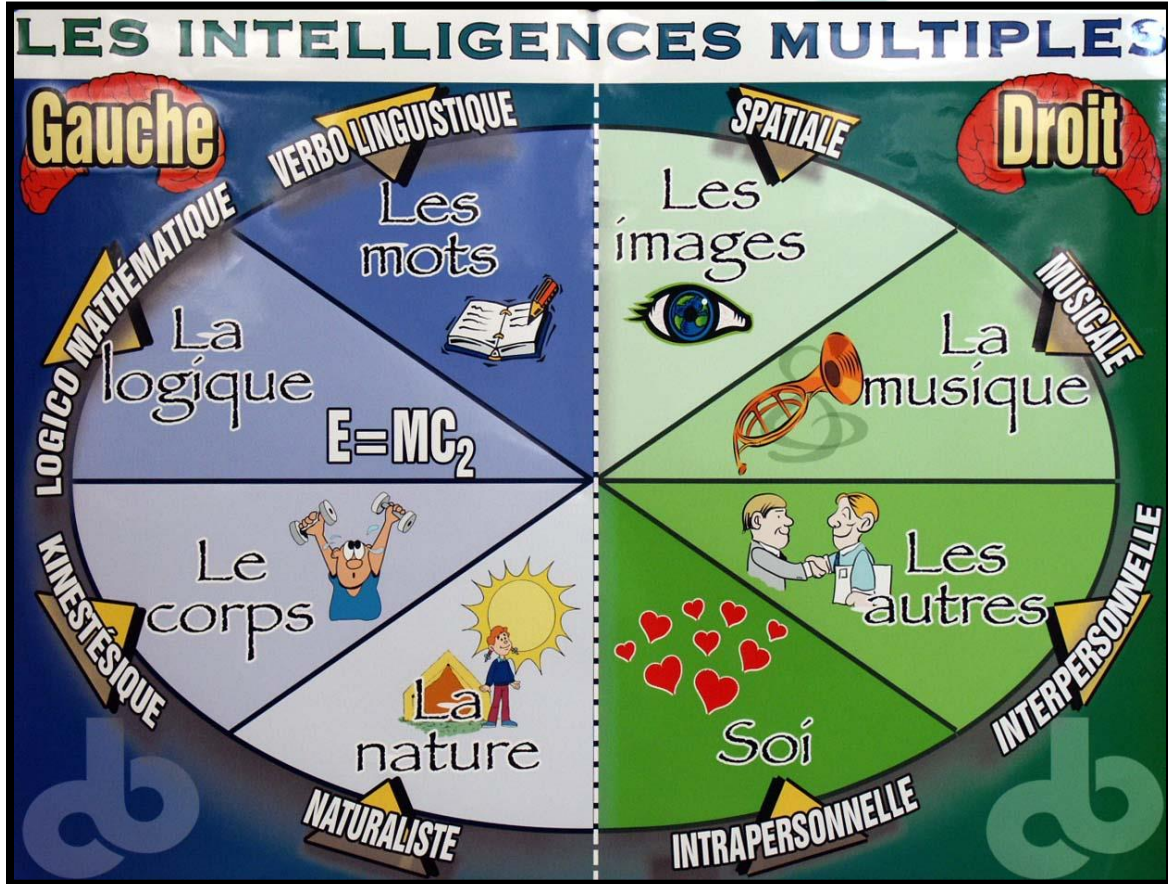 LES INTELLIGENCES MULTIPLES
Gauche
Droit
VERBO LINGUISTIQUE
SPATIALE
Les
mots
Les
images
LOGICO MATHÉMATIQUE
La
logique
E=MC₂
MUSICALE
La
musique
KINESTÉSIQUE
Le
corps
INTERPERSONNELLE
Les
autres
NATURALISTE
La
nature
INTRAPERSONNELLE
Soi